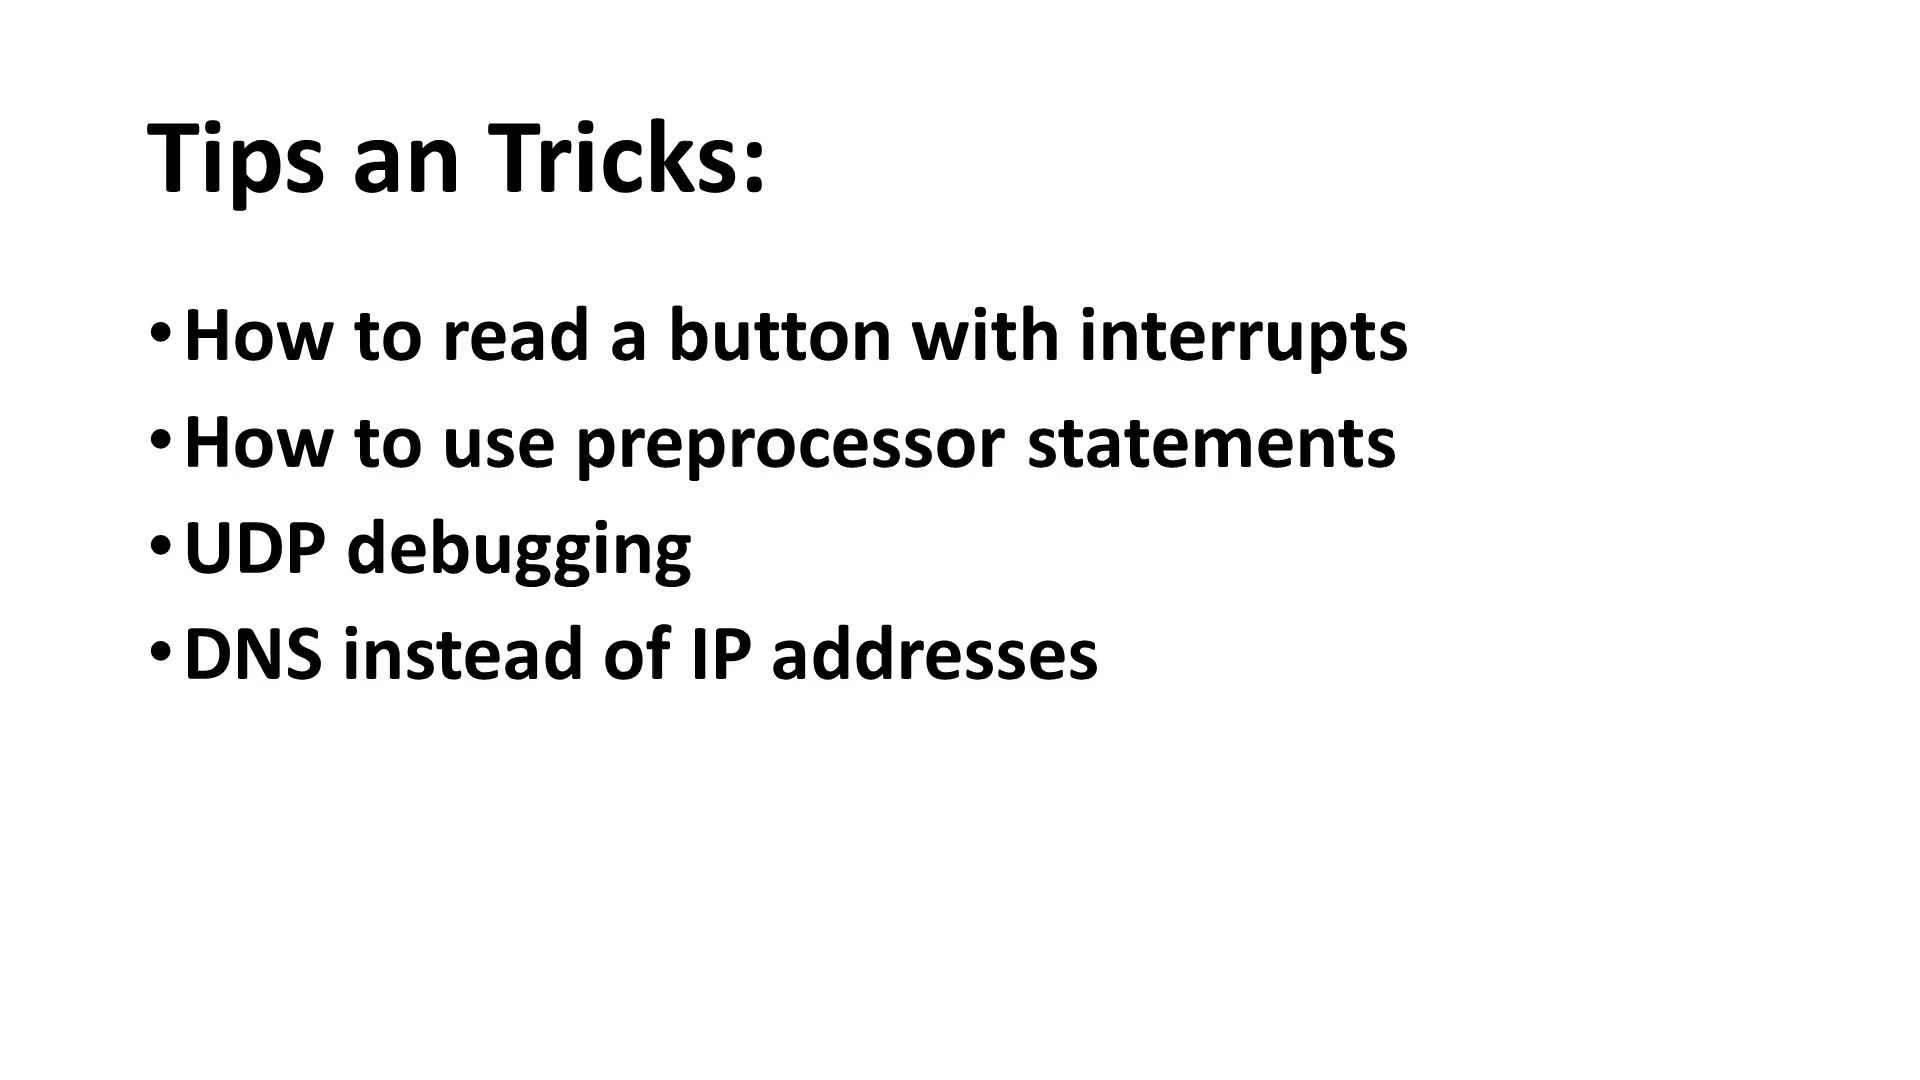 Tips an Tricks:
•How to read a button with interrupts
•How to use preprocessor statements
•UDP debugging
•DNS instead of IP addresses